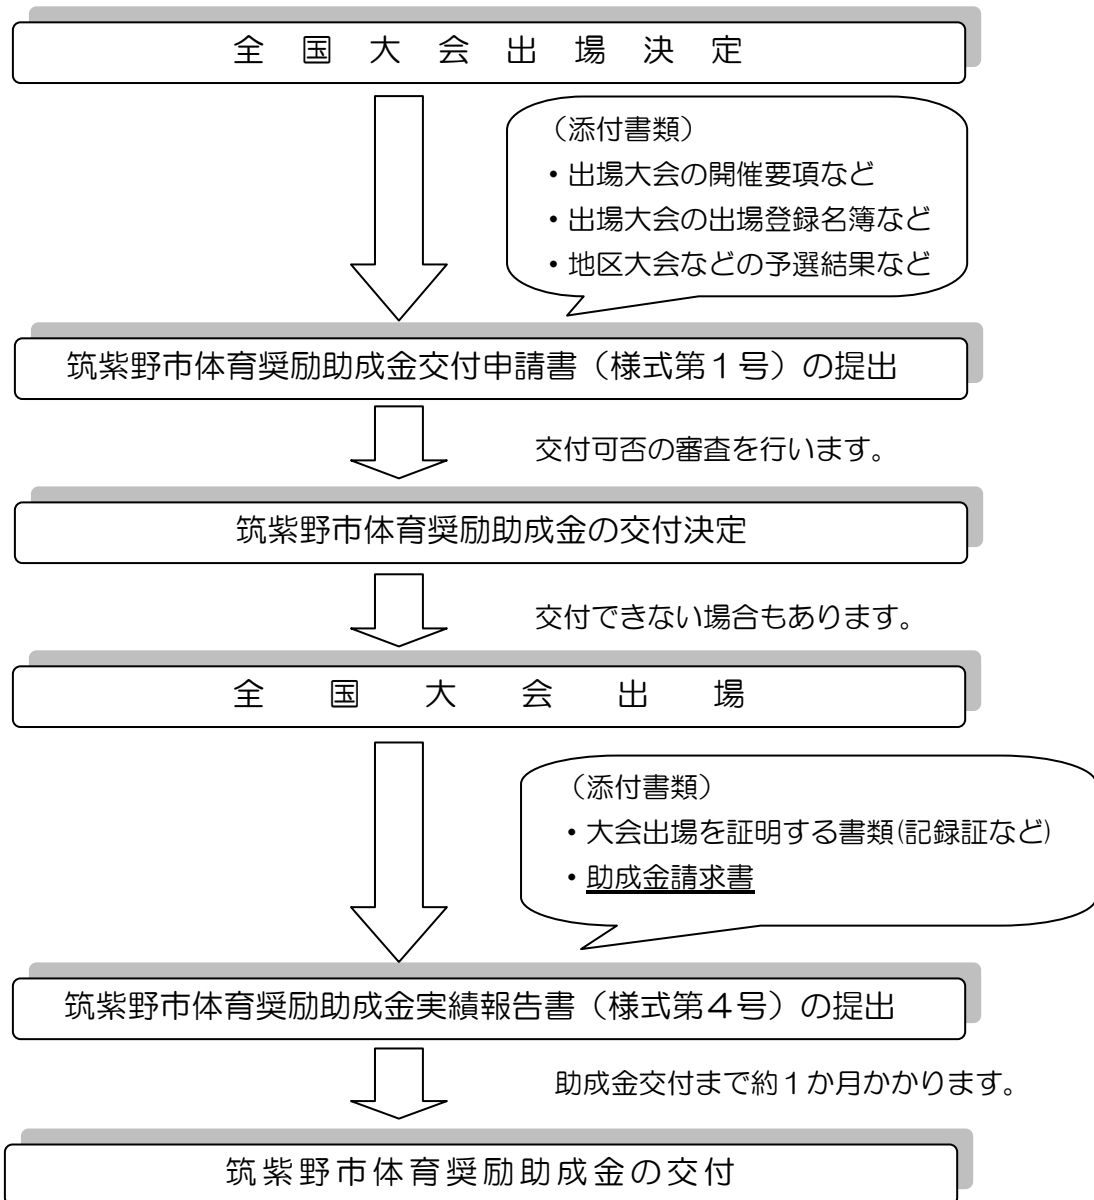 全国大会出場決定
（添付書類）
・出場大会の開催要項など
・出場大会の出場登録名簿など
・地区大会などの予選結果など
筑紫野市体育奨励助成金交付申請書（様式第１号）の提出
交付可否の審査を行います。
筑紫野市体育奨励助成金の交付決定
交付できない場合もあります。
全国大会出場
（添付書類）
・大会出場を証明する書類(記録証など)
・助成金請求書
筑紫野市体育奨励助成金実績報告書（様式第４号）の提出
助成金交付まで約１か月かかります。
筑紫野市体育奨励助成金の交付